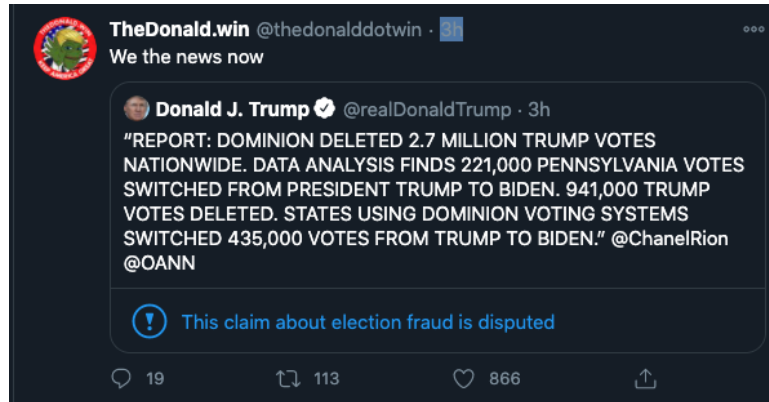 TheDonald.win @thedonalddotwin · 3h
We the news now
Donald J. Trump @realDonaldTrump · 3h
"REPORT: DOMINION DELETED 2.7 MILLION TRUMP VOTES
NATIONWIDE. DATA ANALYSIS FINDS 221,000 PENNSYLVANIA VOTES
SWITCHED FROM PRESIDENT TRUMP TO BIDEN. 941,000 TRUMP
VOTES DELETED. STATES USING DOMINION VOTING SYSTEMS
SWITCHED 435,000 VOTES FROM TRUMP TO BIDEN." @ChanelRion
@OANN
This claim about election fraud is disputed
19 113 866